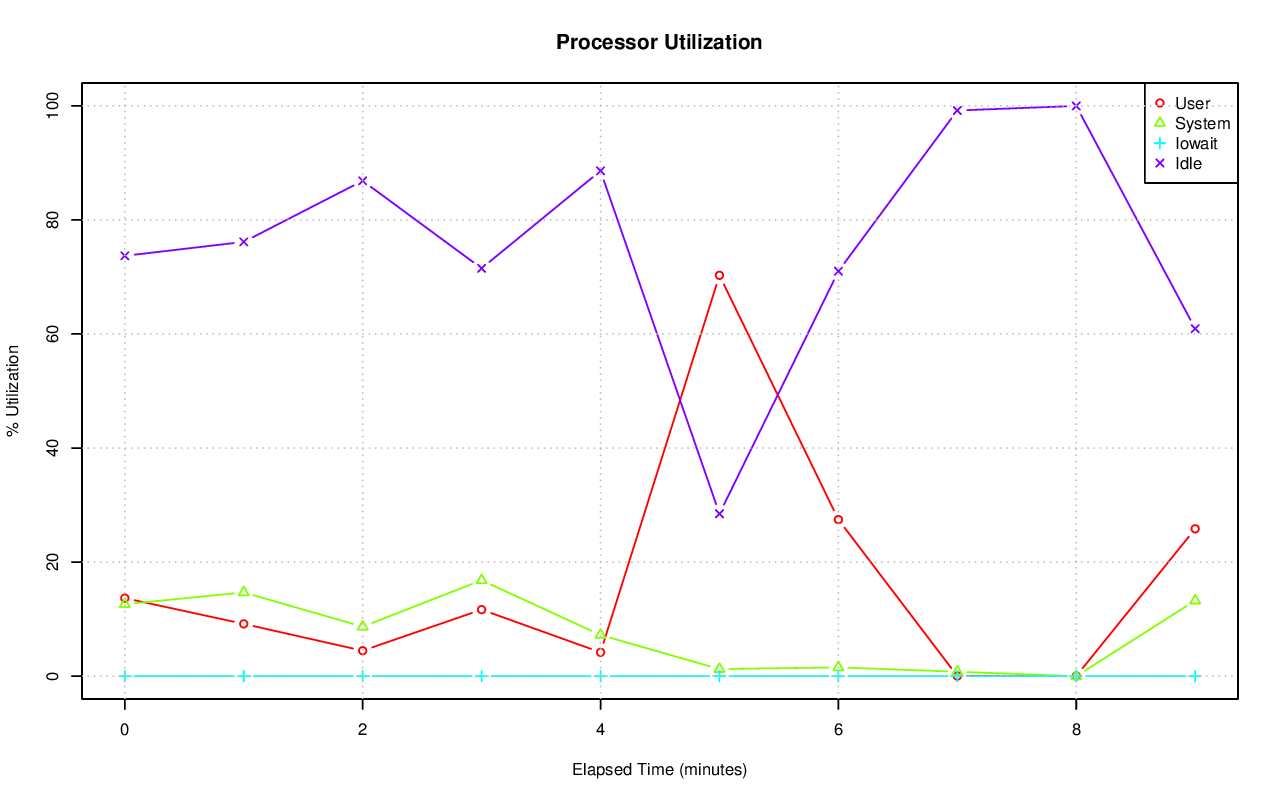 Processor Utilization
% Utilization
100
80
60
40
20
0
User
System
Iowait
Idle
0 2 4 6 8
Elapsed Time (minutes)